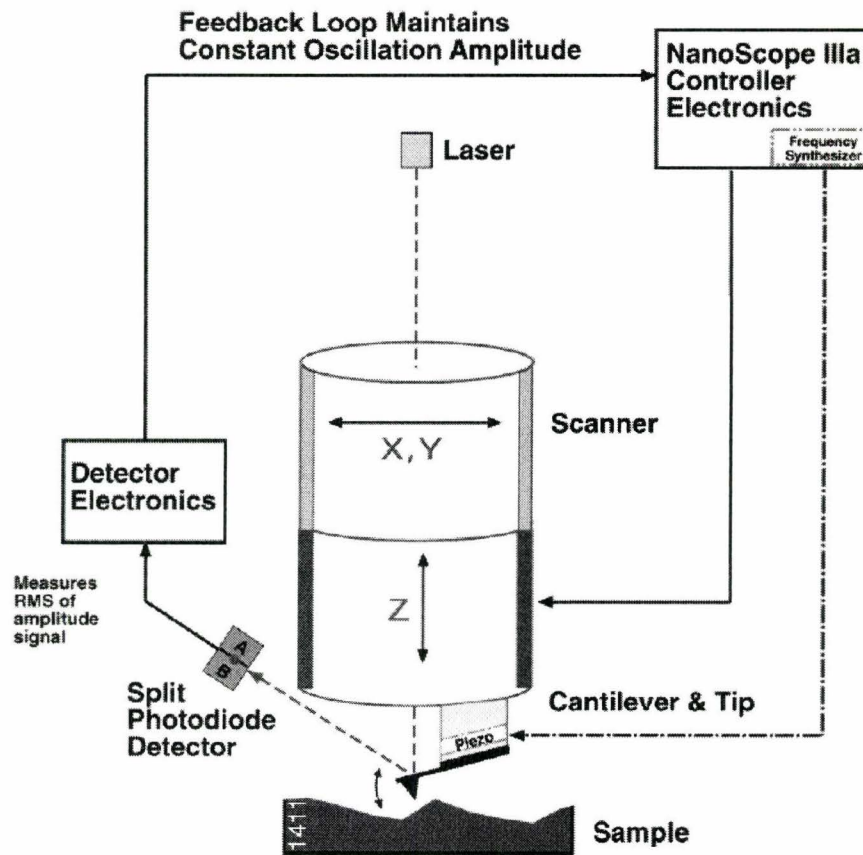 Feedback Loop Maintains
Constant Oscillation Amplitude
NanoScope IIIa
Controller
Electronics
Frequency
Synthesizer
Laser
X, Y
Scanner
Detector
Electronics
Z
Measures
RMS of
amplitude
signal
A
B
Split
Photodiode
Detector
Cantilever & Tip
Piezo
1411
Sample